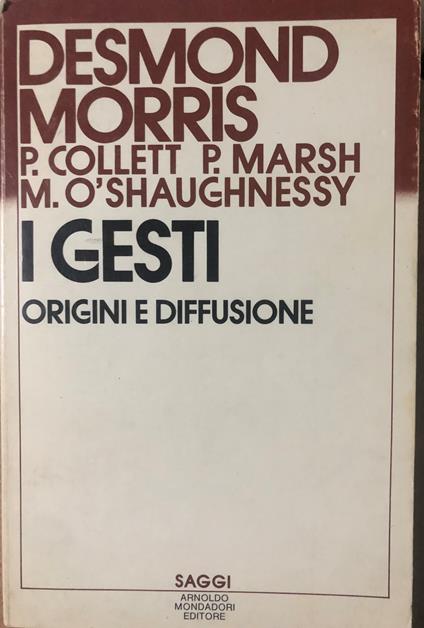 DESMOND
MORRIS
P. COLLETT P. MARSH
M. O'SHAUGHNESSY
I GESTI
ORIGINI E DIFFUSIONE
SAGGI
ARNOLDO
MONDADORI
EDITORE